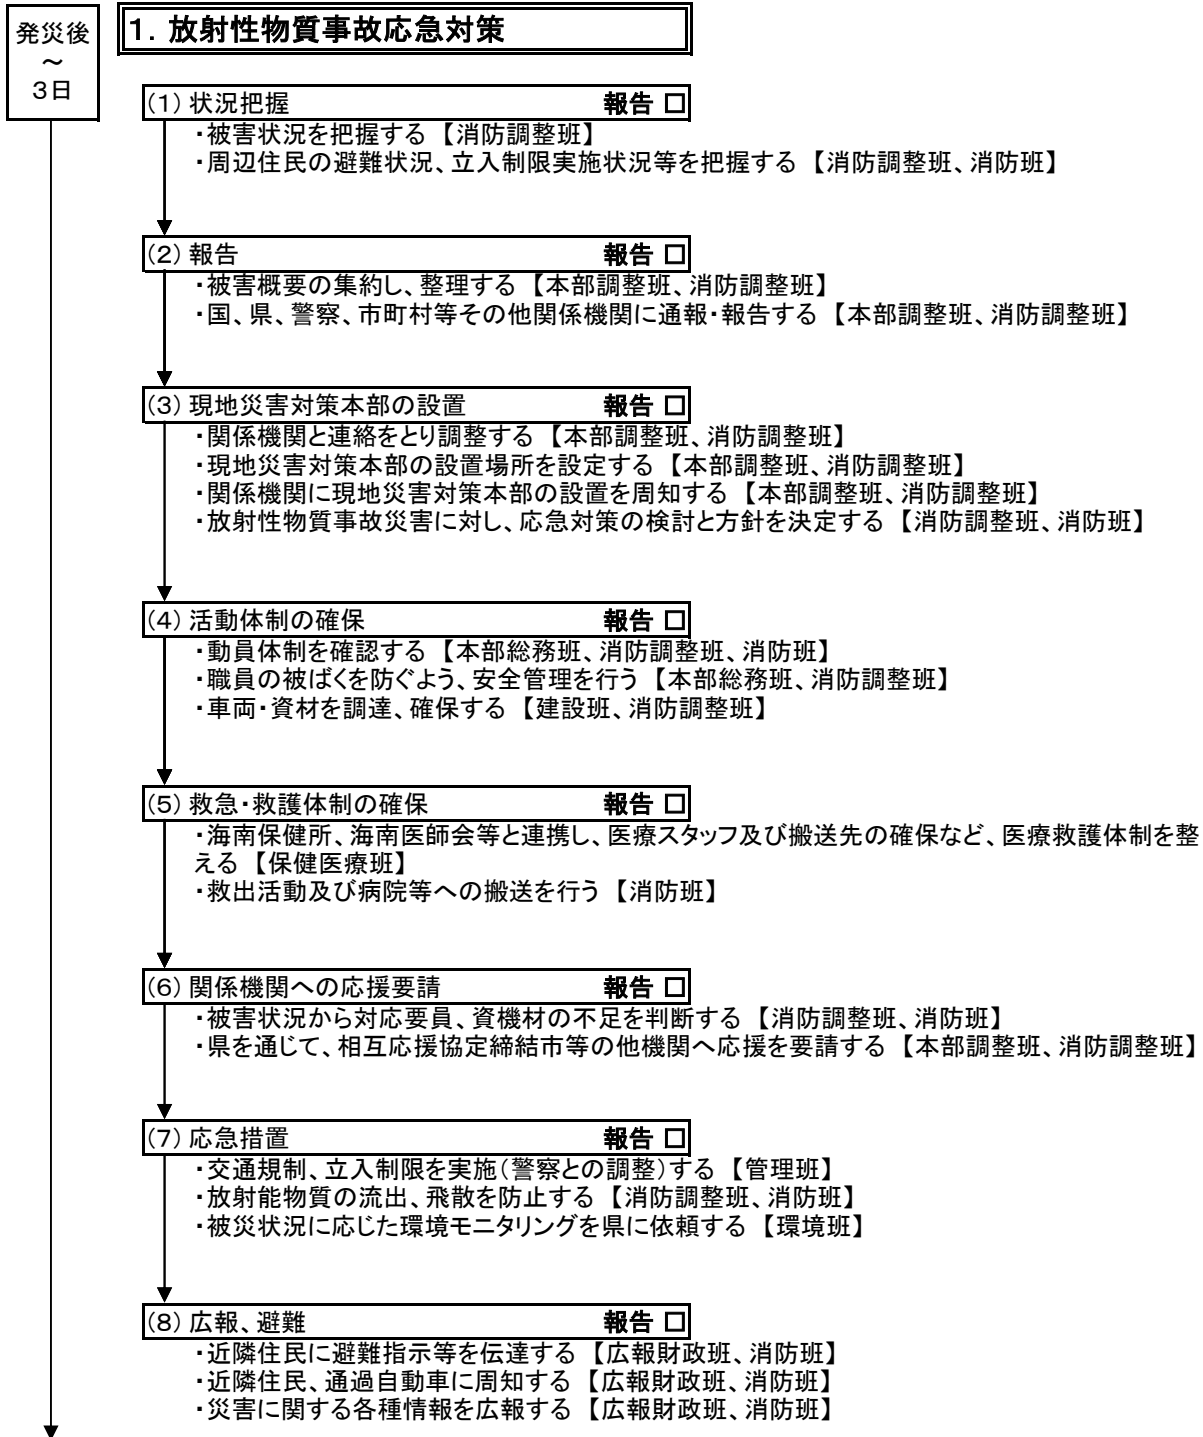 発災後
～
3日
1．放射性物質事故応急対策
(1) 状況把握 報告 □
・被害状況を把握する 【消防調整班】
・周辺住民の避難状況、立入制限実施状況等を把握する 【消防調整班、消防班】
(2) 報告 報告 □
・被害概要の集約し、整理する 【本部調整班、消防調整班】
・国、県、警察、市町村等その他関係機関に通報・報告する 【本部調整班、消防調整班】
(3) 現地災害対策本部の設置 報告 □
・関係機関と連絡をとり調整する 【本部調整班、消防調整班】
・現地災害対策本部の設置場所を設定する 【本部調整班、消防調整班】
・関係機関に現地災害対策本部の設置を周知する 【本部調整班、消防調整班】
・放射性物質事故災害に対し、応急対策の検討と方針を決定する 【消防調整班、消防班】
(4) 活動体制の確保 報告 □
・動員体制を確認する 【本部総務班、消防調整班、消防班】
・職員の被ばくを防ぐよう、安全管理を行う 【本部総務班、消防調整班】
・車両・資材を調達、確保する 【建設班、消防調整班】
(5) 救急・救護体制の確保 報告 □
・海南保健所、海南医師会等と連携し、医療スタッフ及び搬送先の確保など、医療救護体制を整
える 【保健医療班】
・救出活動及び病院等への搬送を行う 【消防班】
(6) 関係機関への応援要請 報告 □
・被害状況から対応要員、資機材の不足を判断する 【消防調整班、消防班】
・県を通じて、相互応援協定締結市等の他機関へ応援を要請する 【本部調整班、消防調整班】
(7) 応急措置 報告 □
・交通規制、立入制限を実施（警察との調整）する 【管理班】
・放射能物質の流出、飛散を防止する 【消防調整班、消防班】
・被災状況に応じた環境モニタリングを県に依頼する 【環境班】
(8) 広報、避難 報告 □
・近隣住民に避難指示等を伝達する 【広報財政班、消防班】
・近隣住民、通過自動車に周知する 【広報財政班、消防班】
・災害に関する各種情報を広報する 【広報財政班、消防班】